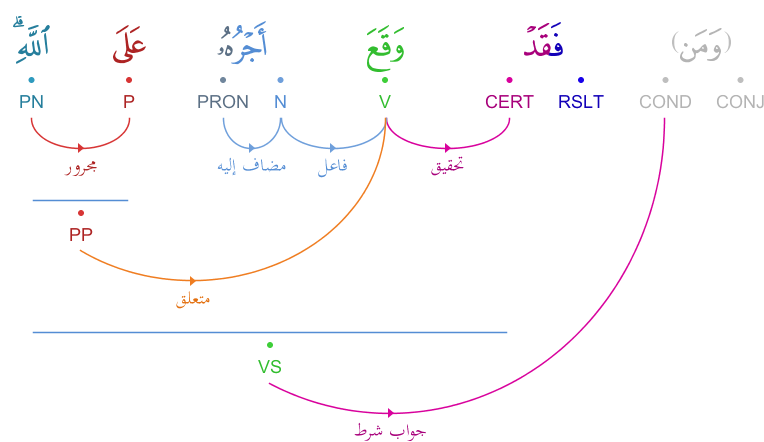 (وَمَن) فَقَدْ وَقَعَ أَجْرُهُۥ عَلَى ٱللَّهِ ۗ
CONJ COND RSLT CERT V N PRON P PN
تحقيق فاعل مضاف إليه مجرور
PP
متعلق
VS
جواب شرط